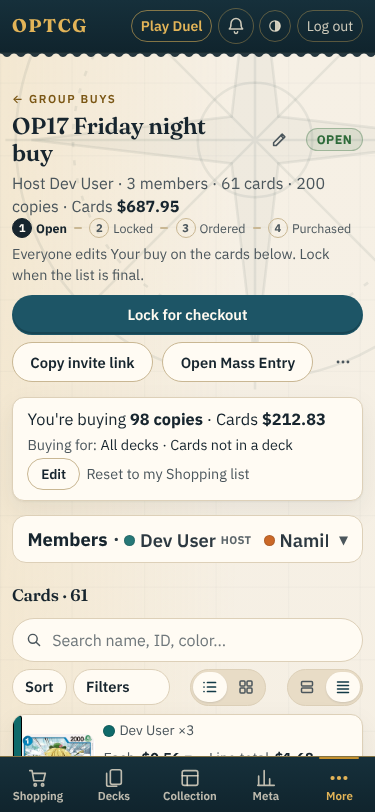 OPTCG Play Duel Log out
← GROUP BUYS
OP17 Friday night
buy
OPEN
Host Dev User · 3 members · 61 cards · 200
copies · Cards $687.95
1 Open – 2 Locked – 3 Ordered – 4 Purchased
Everyone edits Your buy on the cards below. Lock
when the list is final.
Lock for checkout
Copy invite link Open Mass Entry ···
You're buying 98 copies · Cards $212.83
Buying for: All decks · Cards not in a deck
Edit Reset to my Shopping list
Members · Dev User HOST Namil ▼
Cards · 61
Search name, ID, color...
Sort Filters
Dev User ×3
2000
Shopping Decks Collection Meta More